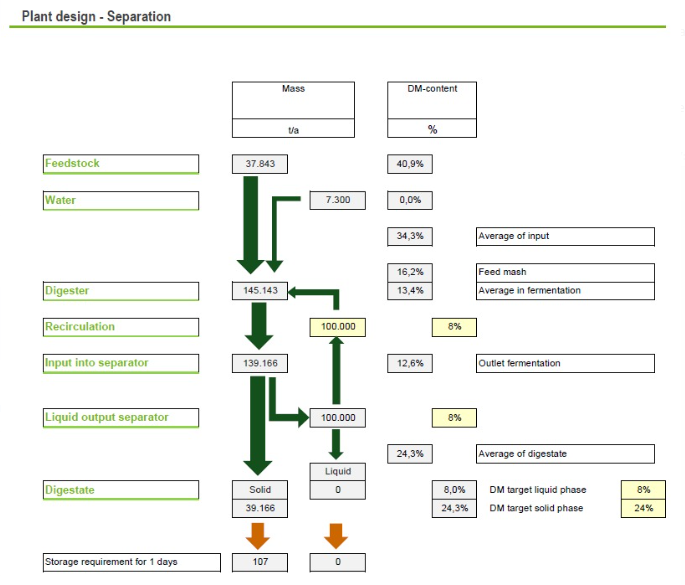 Plant design - Separation
Mass DM-content
t/a %
Feedstock 37.843 40,9%
Water 7.300 0,0%
34,3% Average of input
16,2% Feed mash
Digester 145.143 13,4% Average in fermentation
Recirculation 100.000 8%
Input into separator 139.166 12,6% Outlet fermentation
Liquid output separator 100.000 8%
24,3% Average of digestate
Liquid
Digestate Solid 0 8,0% DM target liquid phase 8%
39.166 24,3% DM target solid phase 24%
Storage requirement for 1 days 107 0